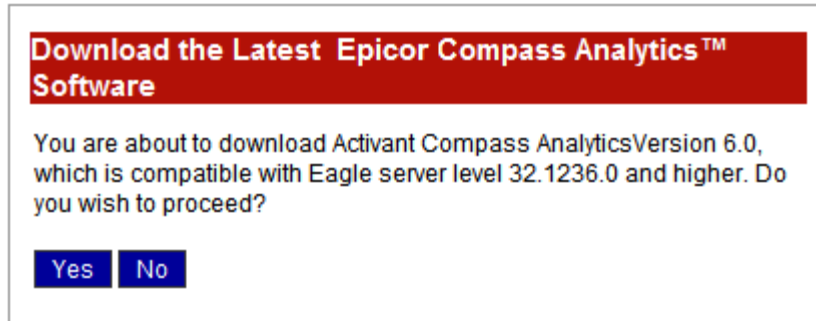 Download the Latest  Epicor Compass Analytics™
Software
You are about to download Activant Compass AnalyticsVersion 6.0,
which is compatible with Eagle server level 32.1236.0 and higher. Do
you wish to proceed?
Yes No